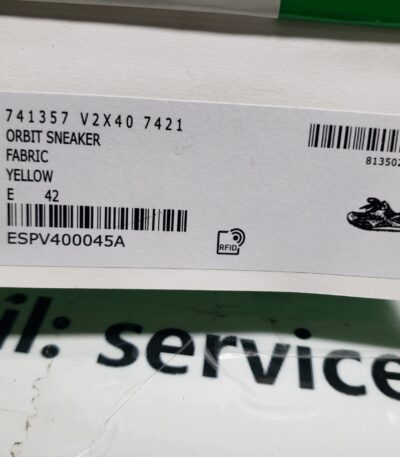 741357 V2X40 7421
ORBIT SNEAKER
FABRIC
YELLOW
E 42
ESPV400045A
813502
RFID
il: service